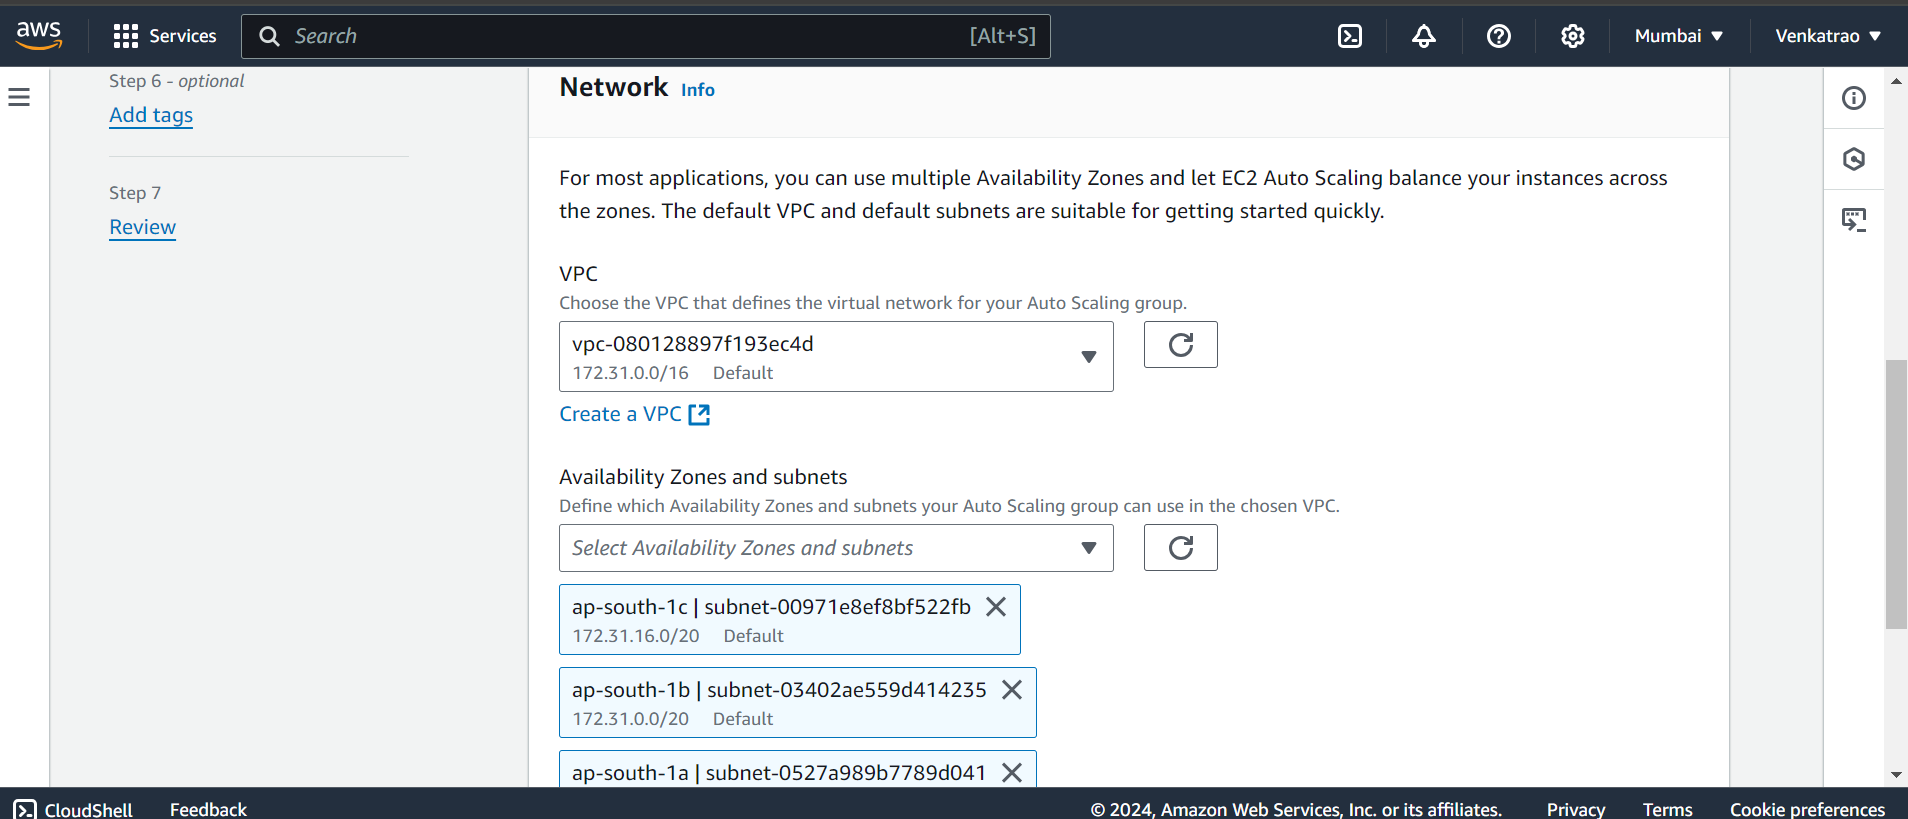 aws
Services
Search
[Alt+S]
Mumbai
Venkatrao
Step 6 - optional
Add tags
Step 7
Review
Network Info
For most applications, you can use multiple Availability Zones and let EC2 Auto Scaling balance your instances across
the zones. The default VPC and default subnets are suitable for getting started quickly.
VPC
Choose the VPC that defines the virtual network for your Auto Scaling group.
vpc-080128897f193ec4d
172.31.0.0/16 Default
Create a VPC
Availability Zones and subnets
Define which Availability Zones and subnets your Auto Scaling group can use in the chosen VPC.
Select Availability Zones and subnets
ap-south-1c | subnet-00971e8ef8bf522fb
172.31.16.0/20 Default
ap-south-1b | subnet-03402ae559d414235
172.31.0.0/20 Default
ap-south-1a | subnet-0527a989b7789d041
CloudShell
Feedback
© 2024, Amazon Web Services, Inc. or its affiliates.
Privacy
Terms
Cookie preferences